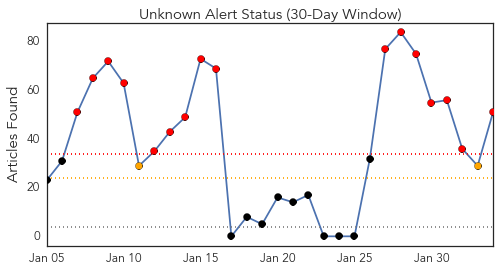 Unknown Alert Status (30-Day Window)
Articles Found
80
60
40
20
0
Jan 05 Jan 10 Jan 15 Jan 20 Jan 25 Jan 30